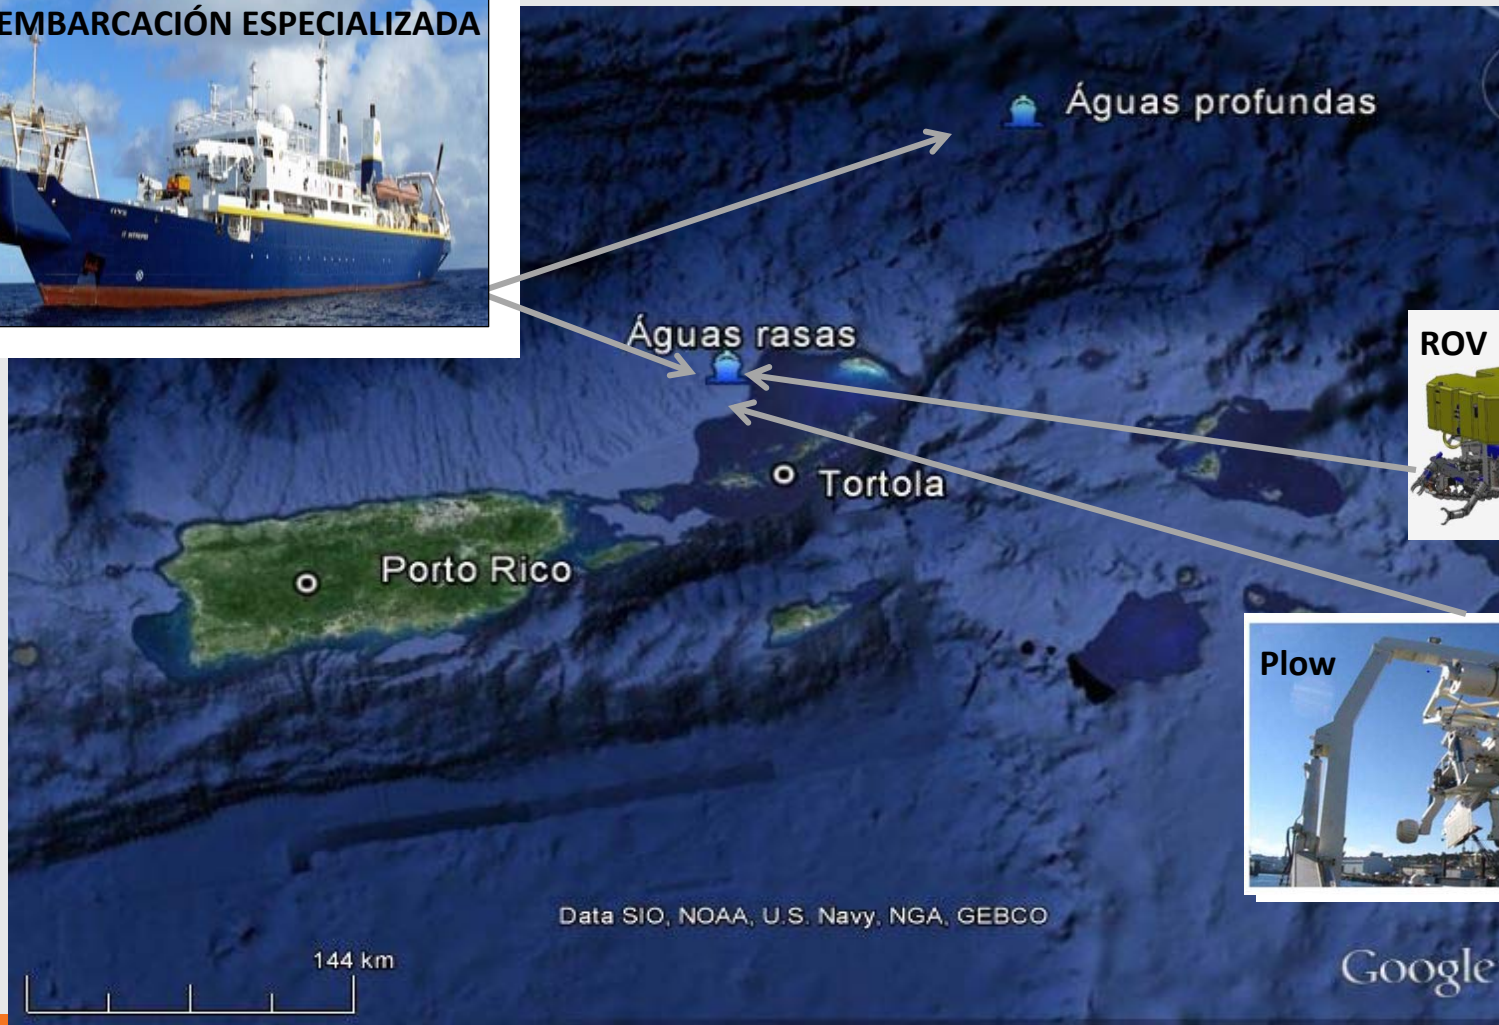 EMBARCACIÓN ESPECIALIZADA
Águas profundas
Águas rasas
ROV
Tortola
Porto Rico
Plow
Data SIO, NOAA, U.S. Navy, NGA, GEBCO
144 km
Google